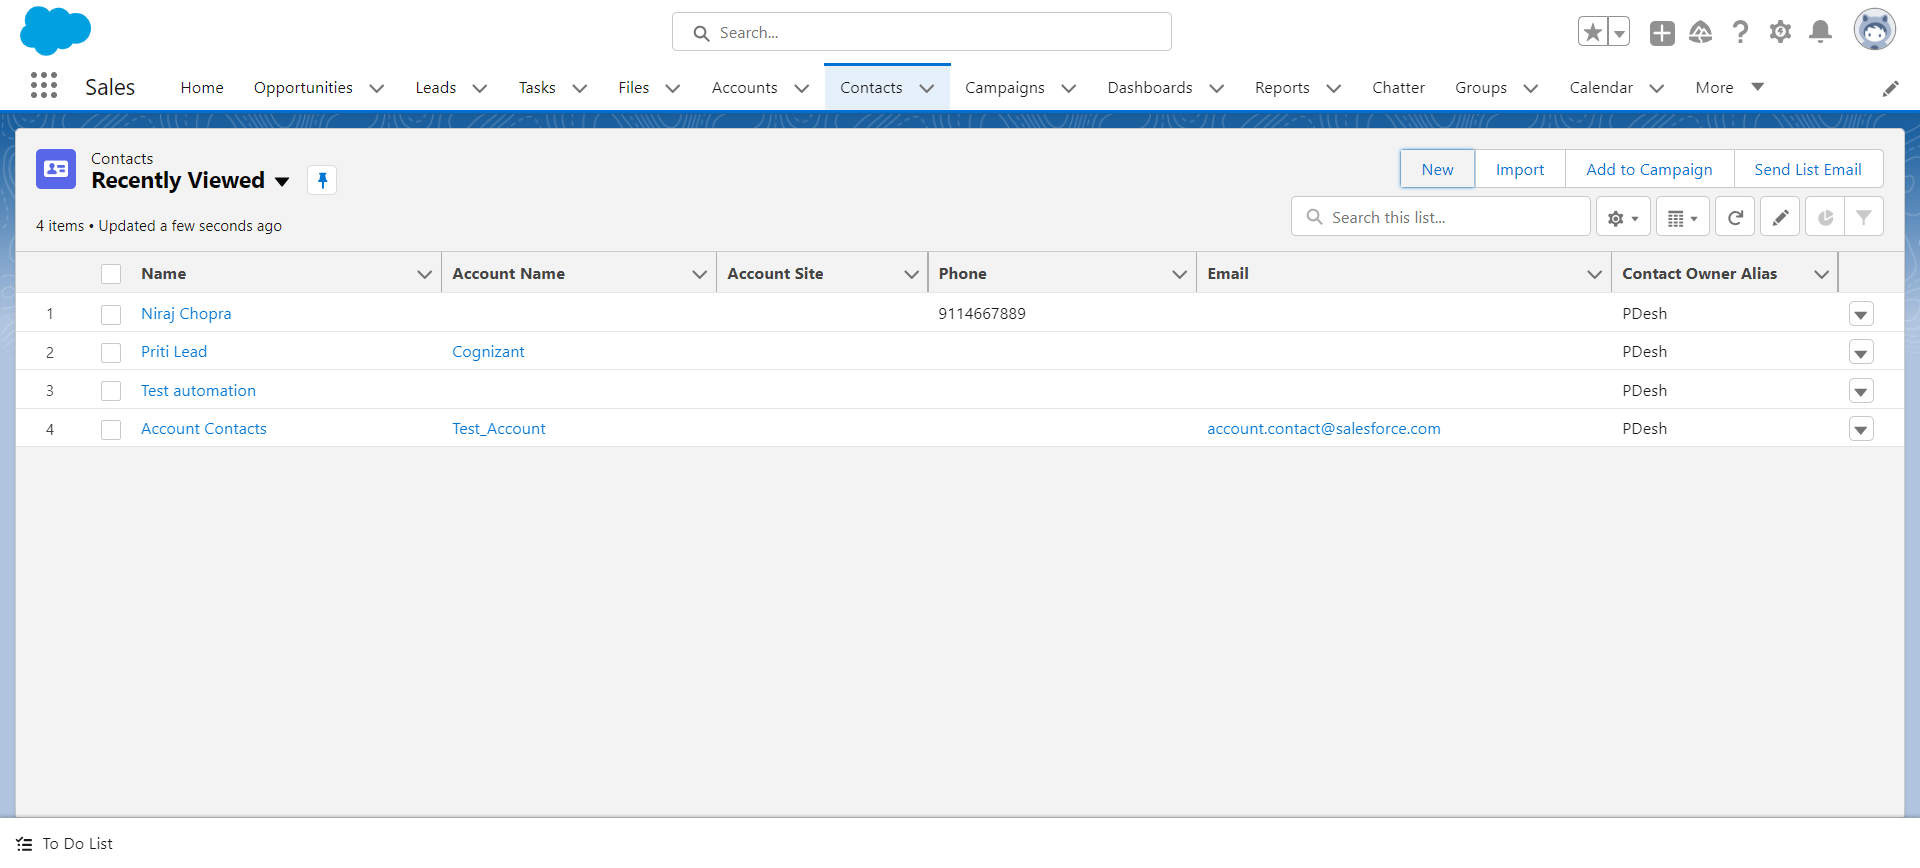 Search...
Sales Home Opportunities Leads Tasks Files Accounts Contacts Campaigns Dashboards Reports Chatter Groups Calendar More
Contacts
Recently Viewed
New Import Add to Campaign Send List Email
4 items • Updated a few seconds ago
Search this list...
Name Account Name Account Site Phone Email Contact Owner Alias
1 Niraj Chopra 9114667889 PDesh
2 Priti Lead Cognizant PDesh
3 Test automation PDesh
4 Account Contacts Test_Account account.contact@salesforce.com PDesh
To Do List